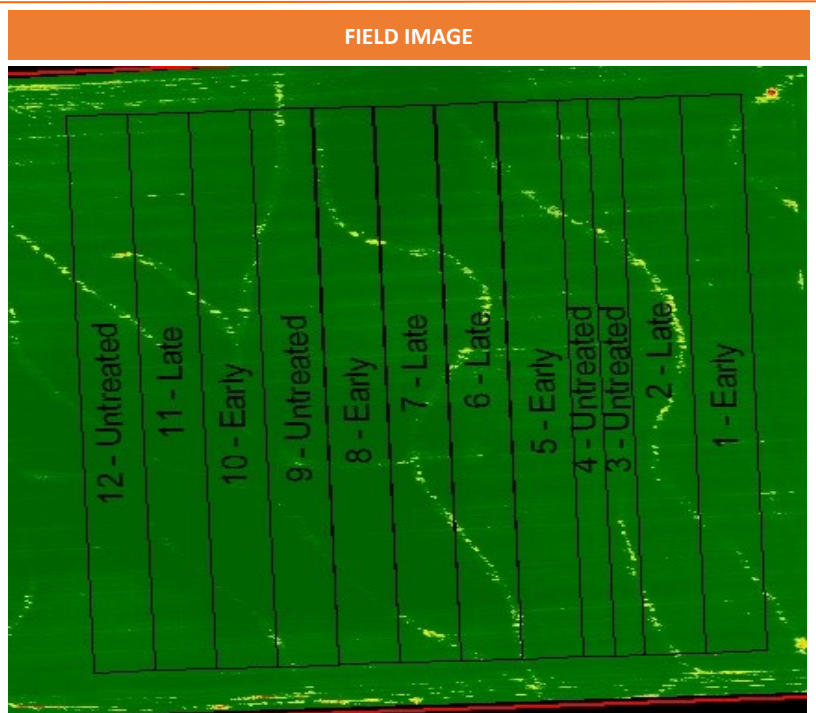 FIELD IMAGE
12 - Untreated
11 - Late
10 - Early
9 - Untreated
8 - Early
7 - Late
6 - Late
5 - Early
4 - Untreated
3 - Untreated
2 - Late
1 - Early